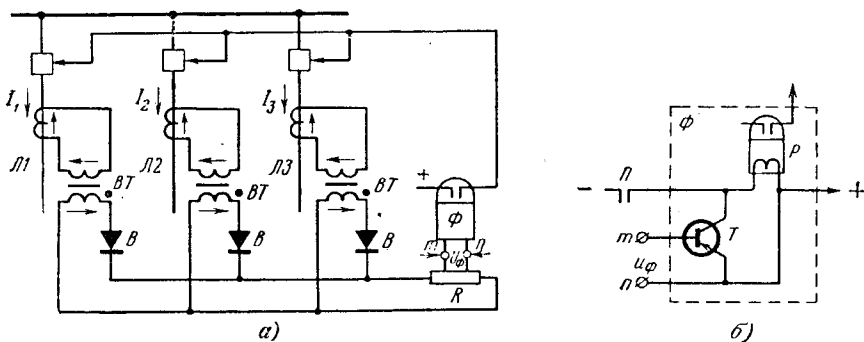 I₁
I₂
I₃
Л1
Л2
Л3
ВТ
ВТ
ВТ
В
В
В
+
Ф
m
n
uф
R
а)
Ф
Р
П
−
+
m
T
uф
n
б)